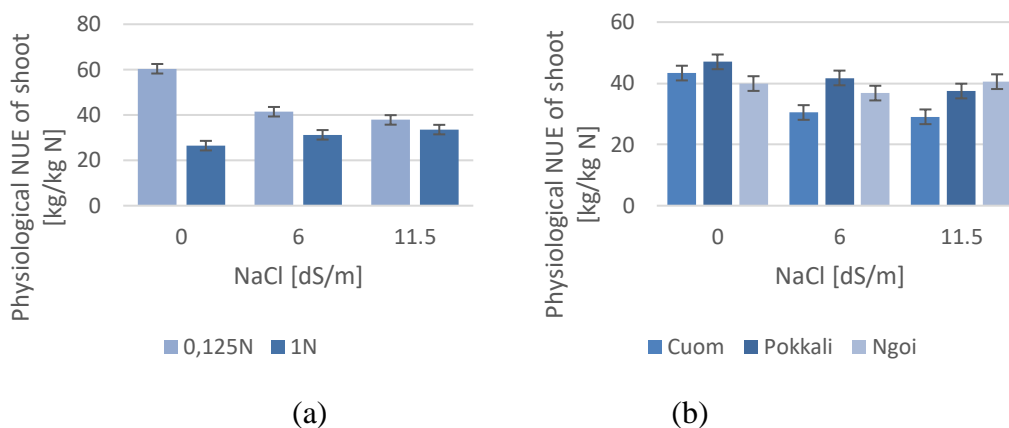 Physiological NUE of shoot
[kg/kg N]
80
60
40
20
0
0 6 11.5
NaCl [dS/m]
0,125N 1N
(a)
Physiological NUE of shoot
[kg/kg N]
60
40
20
0
0 6 11.5
NaCl [dS/m]
Cuom Pokkali Ngoi
(b)